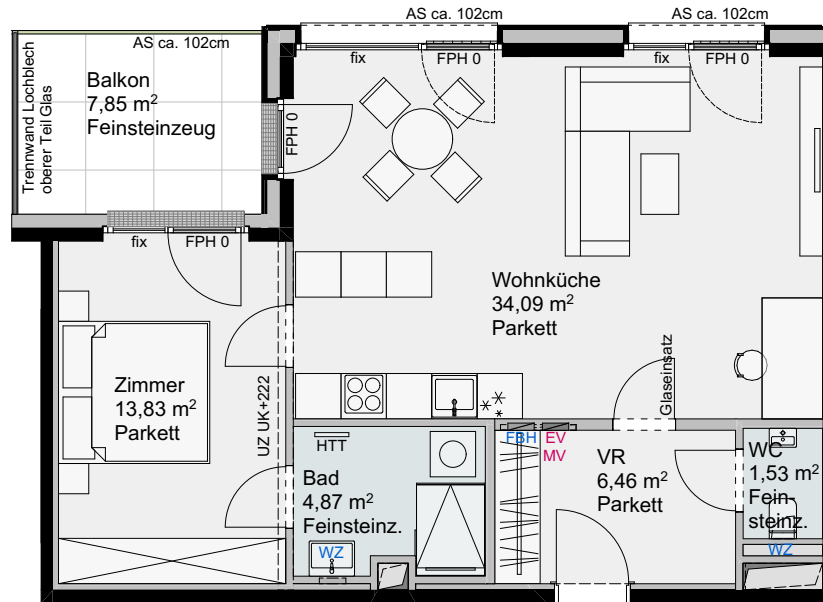 AS ca. 102cm
AS ca. 102cm
AS ca. 102cm
fix
FPH 0
fix
FPH 0
Trennwand Lochblech
oberer Teil Glas
Balkon
7,85 m²
Feinsteinzeug
FPH 0
fix
FPH 0
Wohnküche
34,09 m²
Parkett
Zimmer
13,83 m²
Parkett
UZ UK+222
Glaseinsatz
HTT
FBH
EV
MV
Bad
4,87 m²
Feinsteinz.
WZ
VR
6,46 m²
Parkett
WC
1,53 m²
Fein-
steinz.
WZ